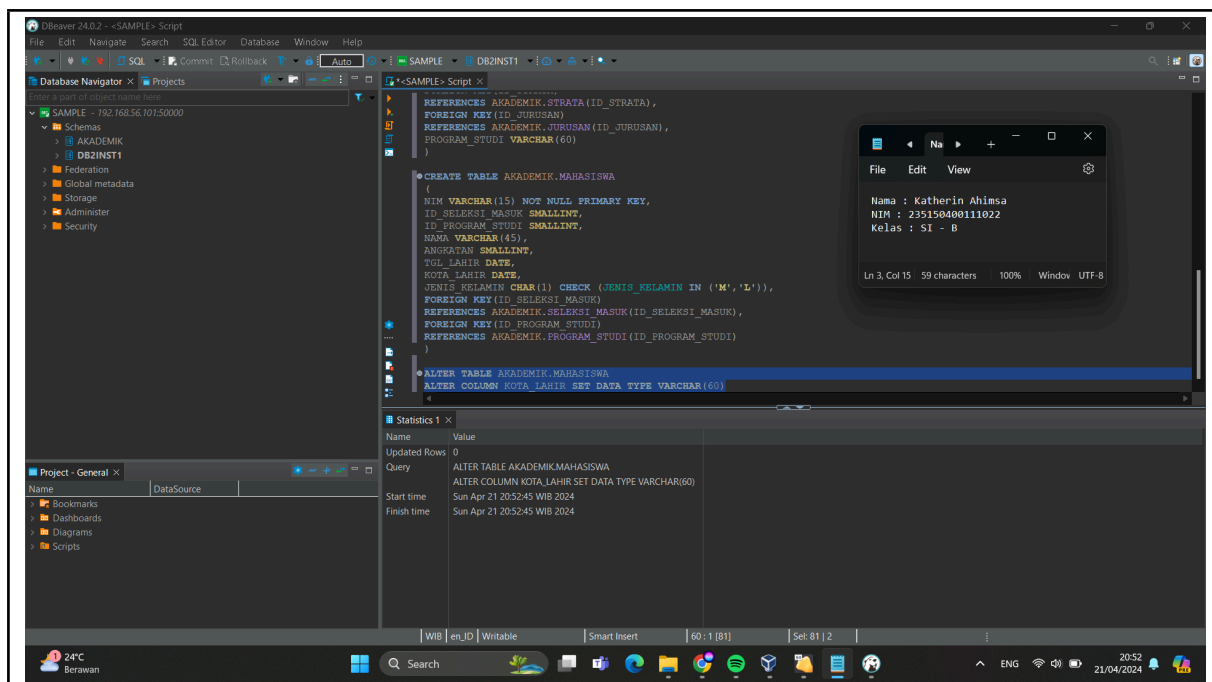 DBeaver 24.0.2 - <SAMPLE> Script
File Edit Navigate Search SQL Editor Database Window Help
SQL Commit Rollback Auto SAMPLE DB2INST1
Database Navigator Projects
*<SAMPLE> Script
Enter a part of object name here
SAMPLE - 192.168.56.101:50000
Schemas
AKADEMIK
DB2INST1
Federation
Global metadata
Storage
Administer
Security
REFERENCES AKADEMIK.STRATA(ID_STRATA),
FOREIGN KEY(ID_JURUSAN)
REFERENCES AKADEMIK.JURUSAN(ID_JURUSAN),
PROGRAM_STUDI VARCHAR(60)
)
CREATE TABLE AKADEMIK.MAHASISWA
(
NIM VARCHAR(15) NOT NULL PRIMARY KEY,
ID_SELEKSI_MASUK SMALLINT,
ID_PROGRAM_STUDI SMALLINT,
NAMA VARCHAR(45),
ANGKATAN SMALLINT,
TGL_LAHIR DATE,
KOTA_LAHIR DATE,
JENIS_KELAMIN CHAR(1) CHECK (JENIS_KELAMIN IN ('M','L')),
FOREIGN KEY(ID_SELEKSI_MASUK)
REFERENCES AKADEMIK.SELEKSI_MASUK(ID_SELEKSI_MASUK),
FOREIGN KEY(ID_PROGRAM_STUDI)
REFERENCES AKADEMIK.PROGRAM_STUDI(ID_PROGRAM_STUDI)
)
ALTER TABLE AKADEMIK.MAHASISWA
ALTER COLUMN KOTA_LAHIR SET DATA TYPE VARCHAR(60)
Na
File Edit View
Nama : Katherin Ahimsa
NIM : 235150400111022
Kelas : SI - B
Ln 3, Col 15 59 characters 100% Window UTF-8
Statistics 1
Name Value
Updated Rows 0
Query ALTER TABLE AKADEMIK.MAHASISWA
ALTER COLUMN KOTA_LAHIR SET DATA TYPE VARCHAR(60)
Start time Sun Apr 21 20:52:45 WIB 2024
Finish time Sun Apr 21 20:52:45 WIB 2024
Project - General
Name DataSource
Bookmarks
Dashboards
Diagrams
Scripts
WIB en_ID Writable Smart Insert 60 : 1 [81] Sel: 81 | 2
1
24°C
Berawan
Search
ENG
20:52
21/04/2024
PRE